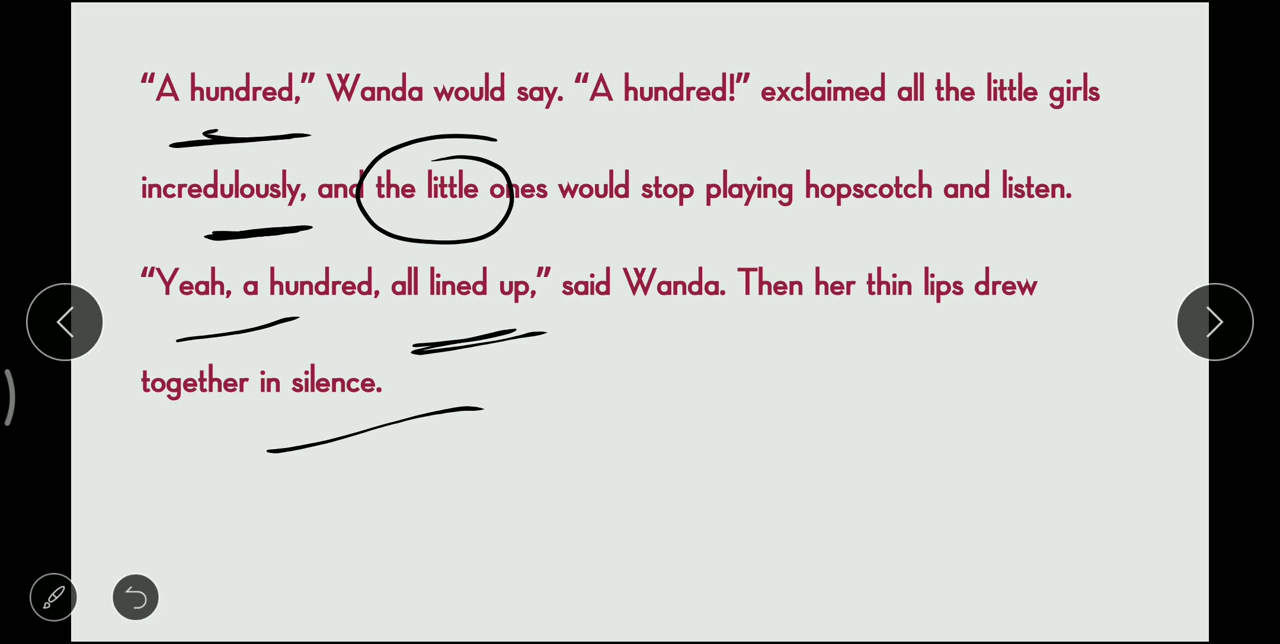 “A hundred,” Wanda would say. “A hundred!” exclaimed all the little girls
incredulously, and the little ones would stop playing hopscotch and listen.
“Yeah, a hundred, all lined up,” said Wanda. Then her thin lips drew
together in silence.